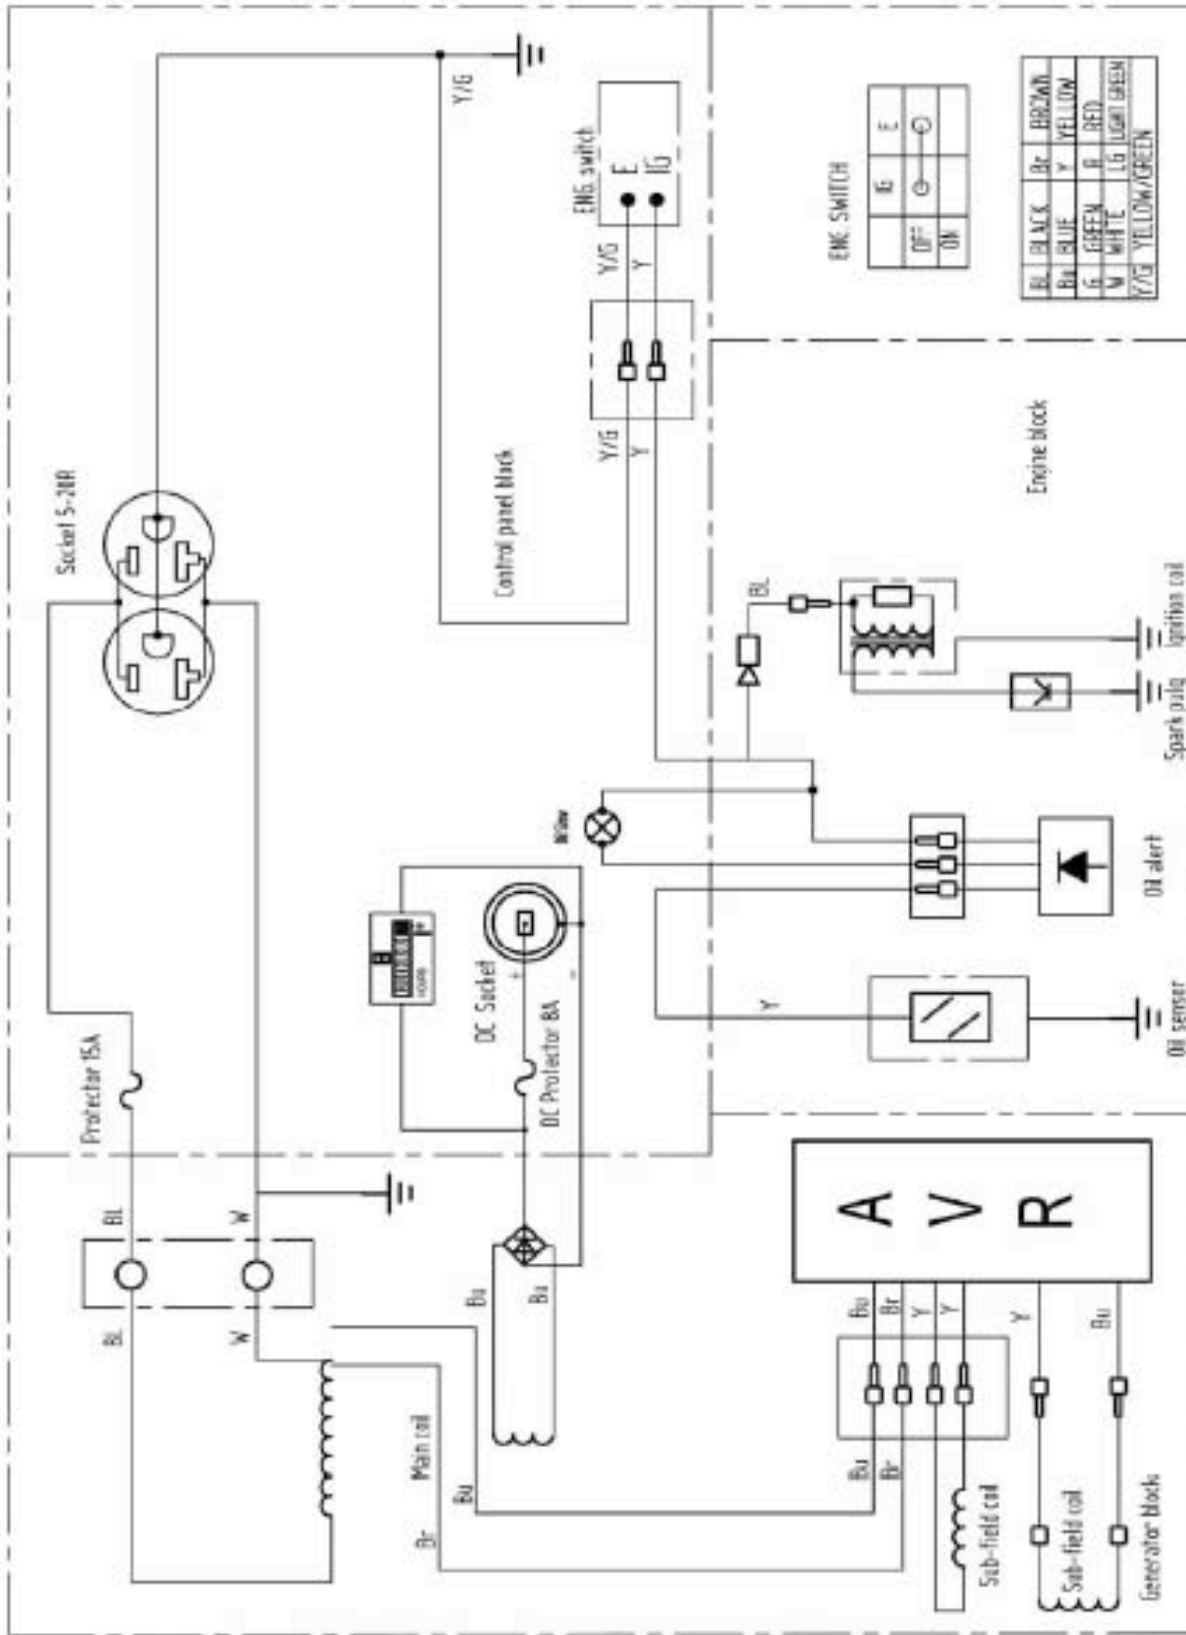 Socket 5-20R
Y/G
ENG. switch
E
IG
Y/G
Y
Y/G
Y
Control panel block
Protector 15A
HOURS
DC Socket
+
-
DC Protector 8A
BL
W
BL
W
Bu
Bu
Main coil
Br
Bu
ENG. SWITCH
IG E
OFF
ON
BL BLACK Br BROWN
Bu BLUE Y YELLOW
G GREEN R RED
W WHITE LG LIGHT GREEN
Y/G YELLOW/GREEN
Engine block
BL
Ignition coil
Spark pulg
Oil alert
Y
Oil sensor
AVR
Bu
Br
Y
Y
Y
Bu
Bu
Br
Sub-field coil
Sub-field coil
Generator block